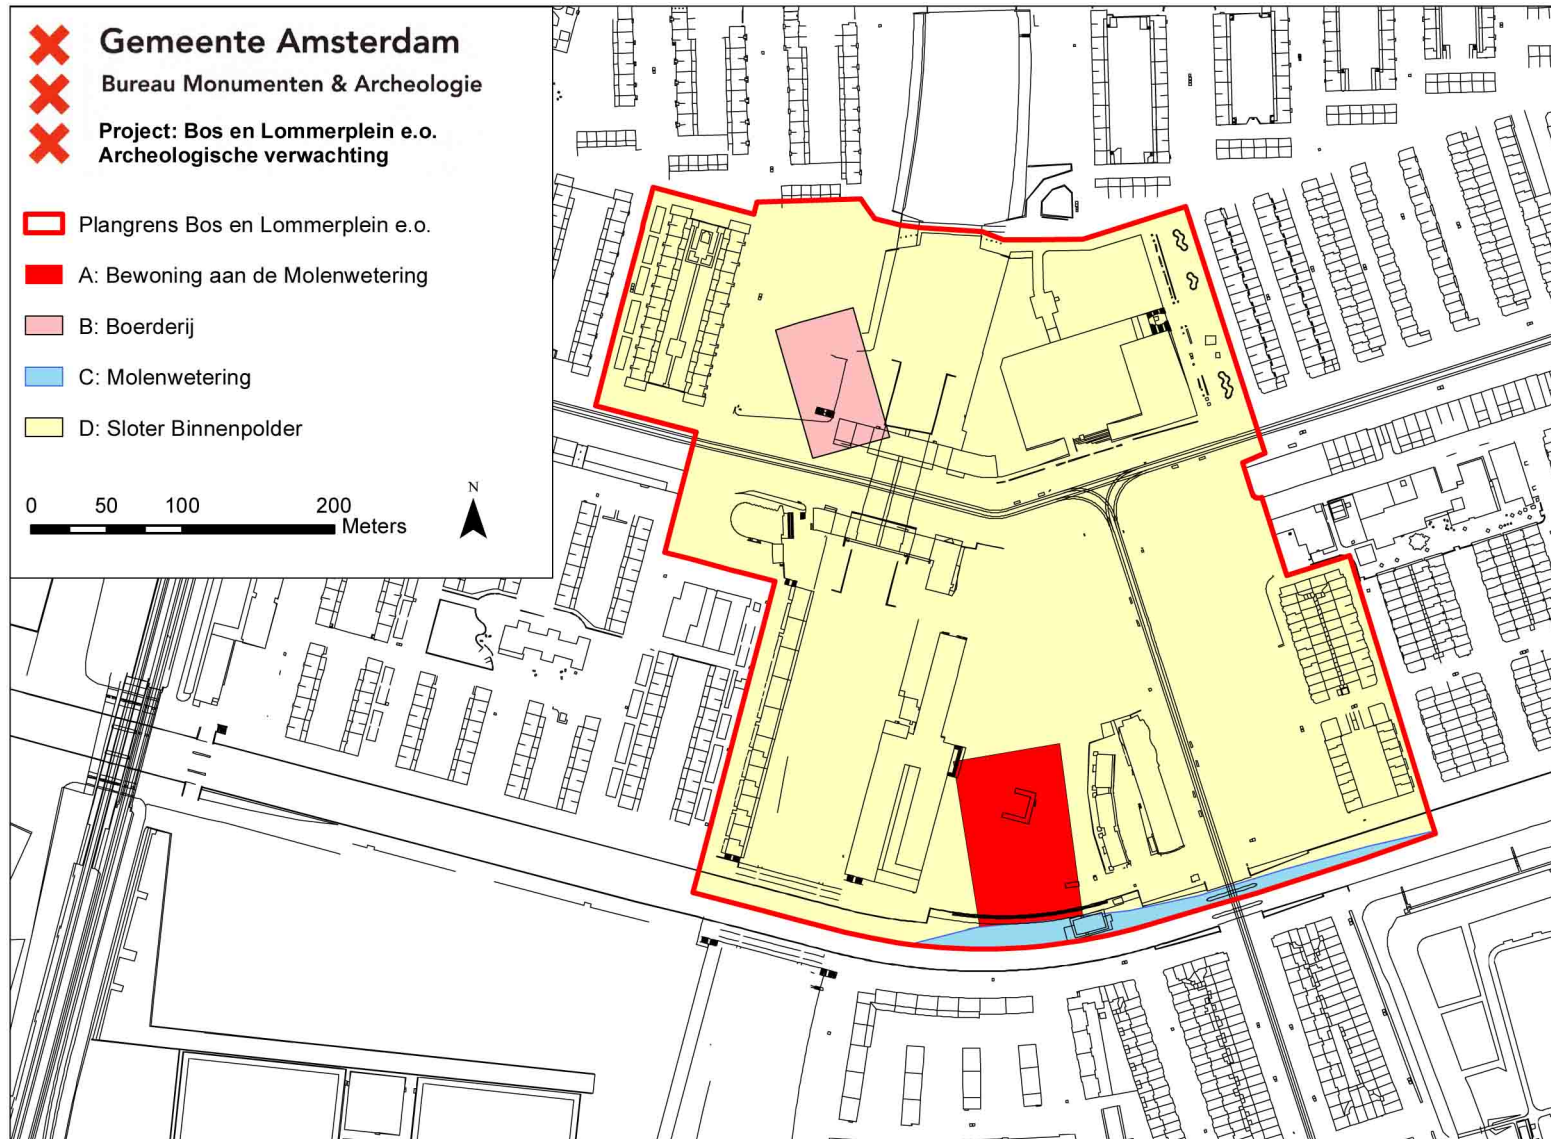 Gemeente Amsterdam
Bureau Monumenten & Archeologie
Project: Bos en Lommerplein e.o.
Archeologische verwachting
Plangrens Bos en Lommerplein e.o.
A: Bewoning aan de Molenwetering
B: Boerderij
C: Molenwetering
D: Sloter Binnenpolder
N
0 50 100 200
Meters